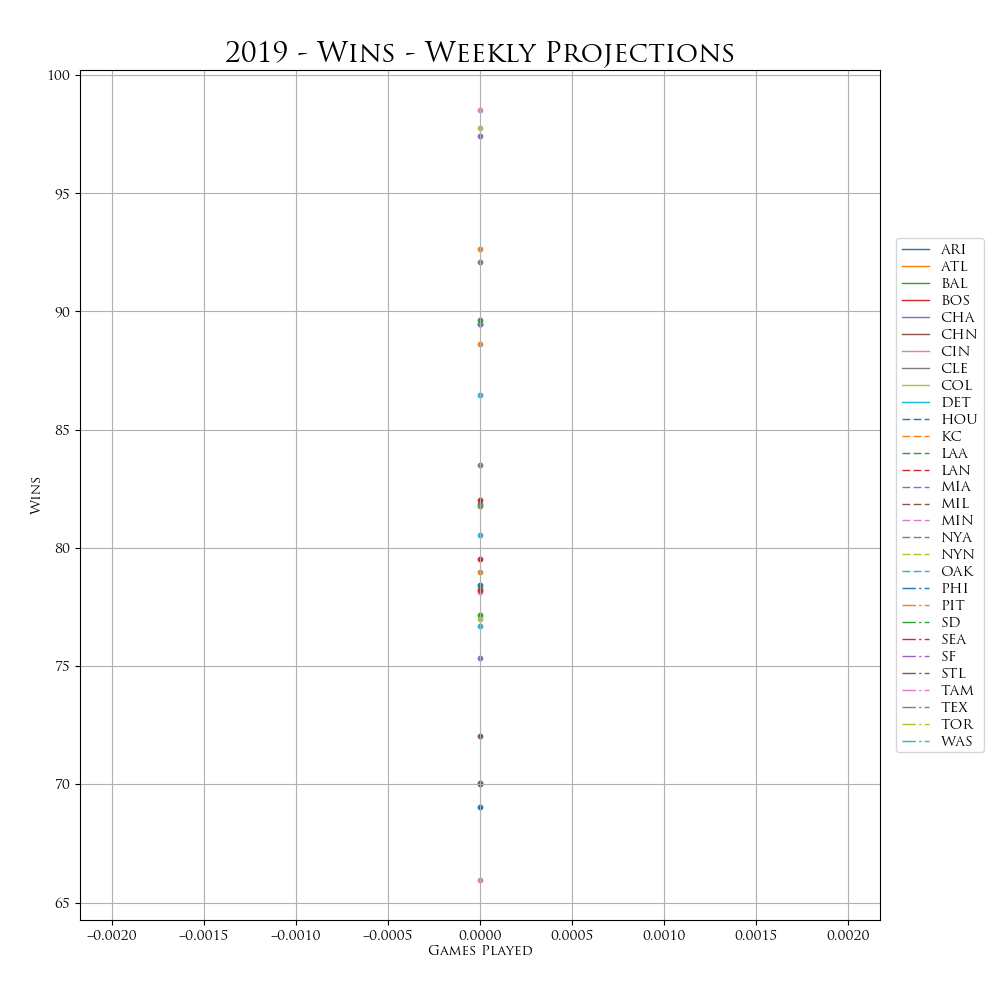 2019 - Wins - Weekly Projections
100
95
90
85
80
75
70
65
Wins
–0.0020
–0.0015
–0.0010
–0.0005
0.0000
0.0005
0.0010
0.0015
0.0020
Games Played
ARI
ATL
BAL
BOS
CHA
CHN
CIN
CLE
COL
DET
HOU
KC
LAA
LAN
MIA
MIL
MIN
NYA
NYN
OAK
PHI
PIT
SD
SEA
SF
STL
TAM
TEX
TOR
WAS